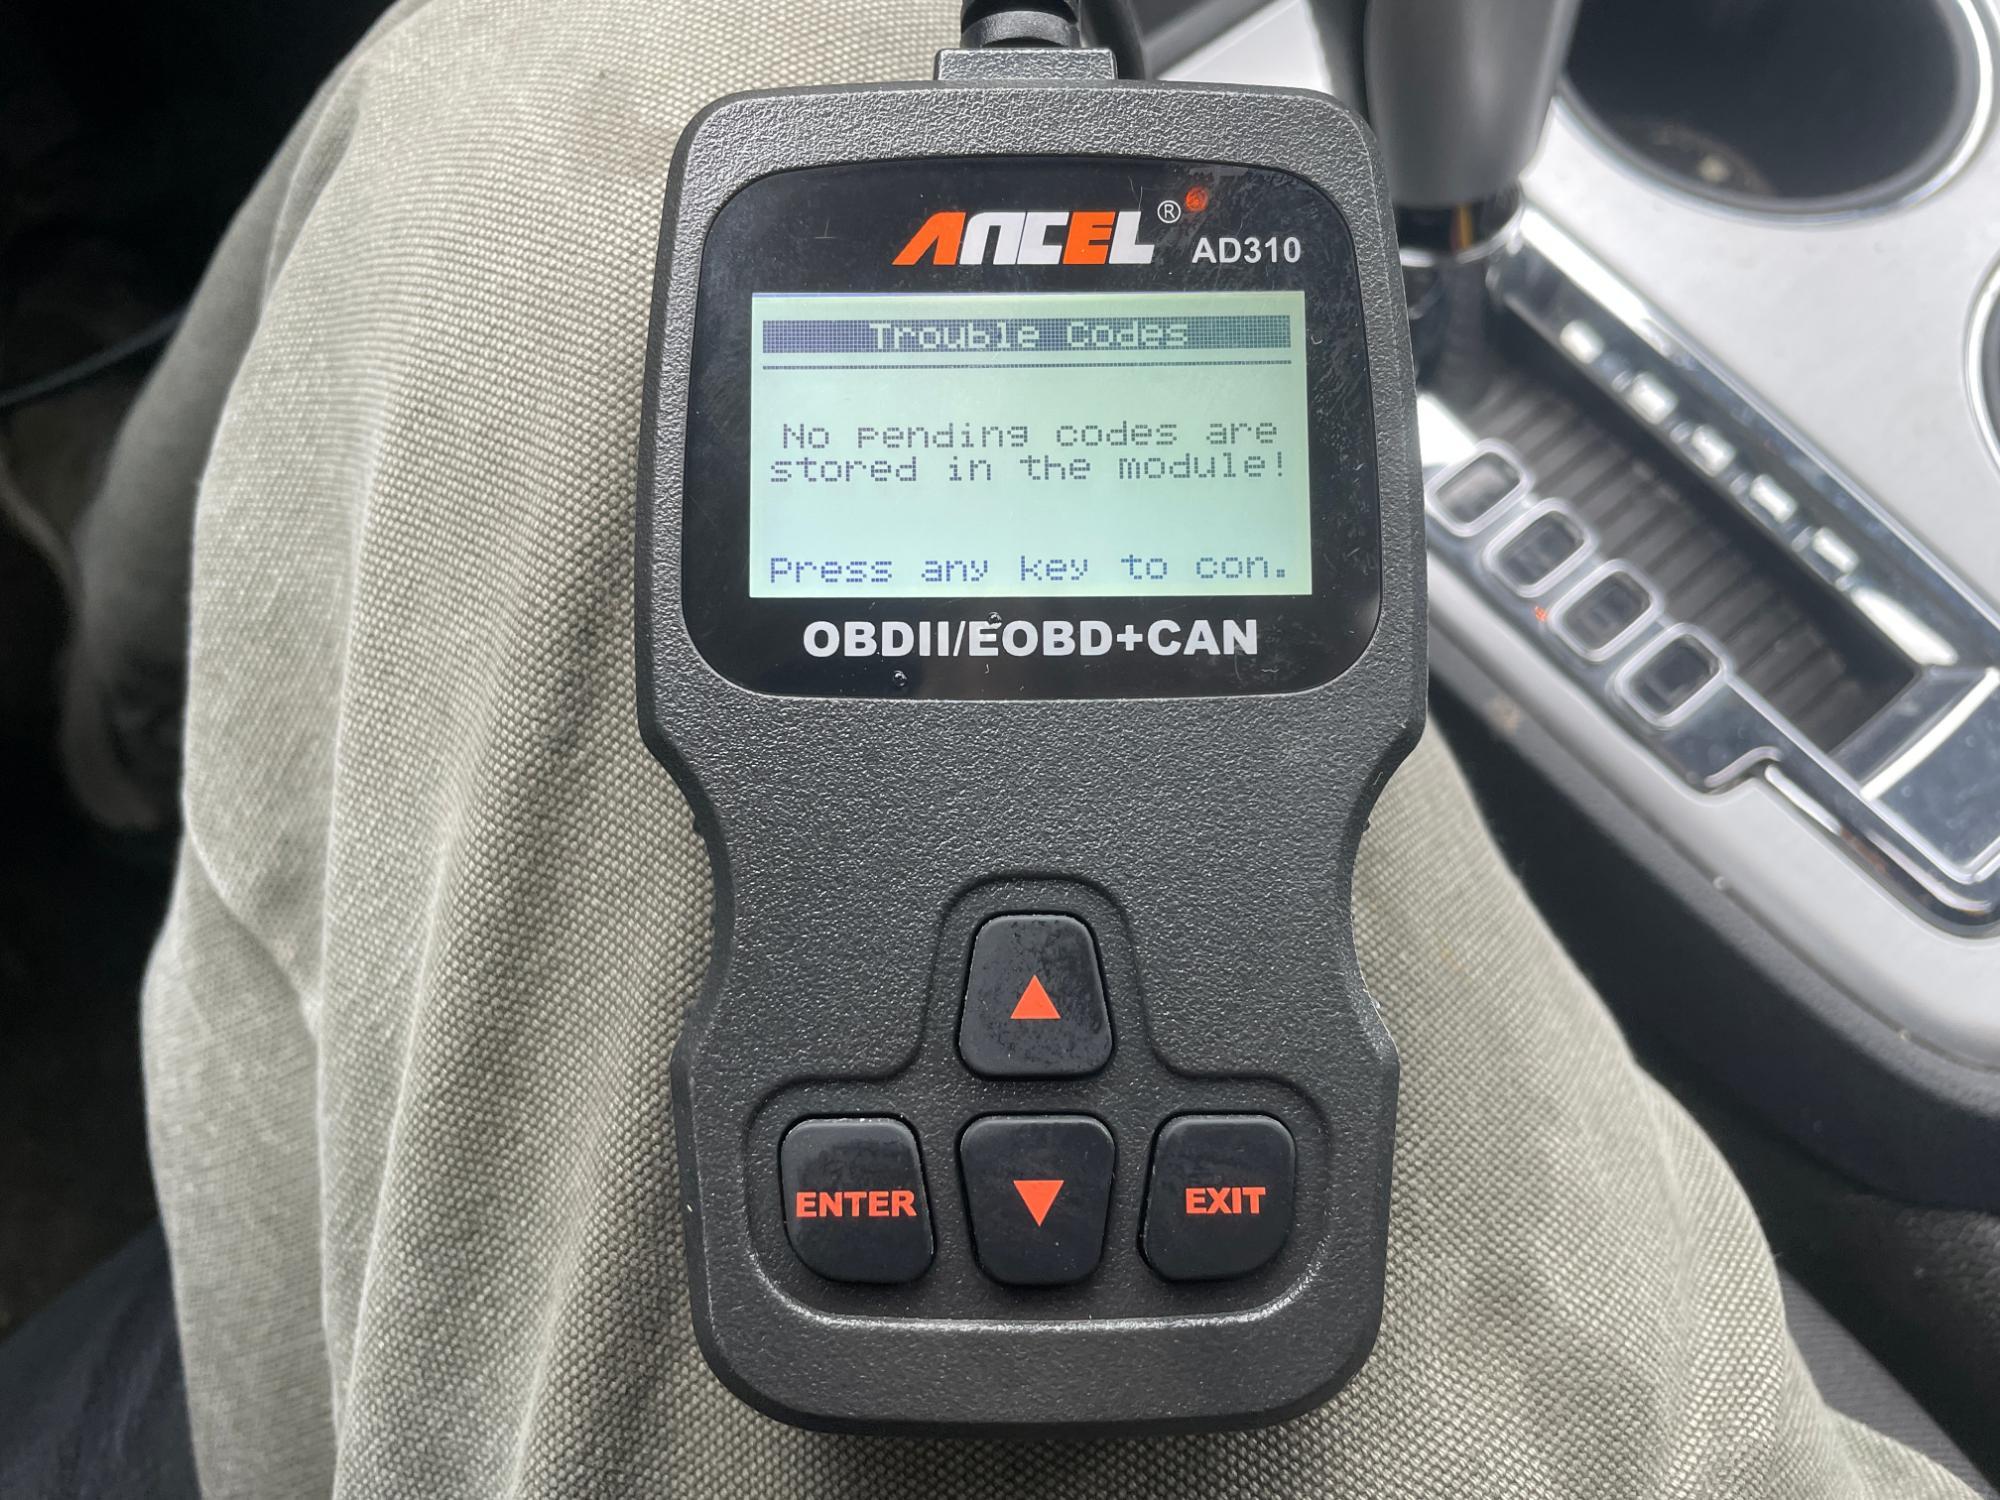 ANCEL®
AD310
Trouble Codes
No pending codes are
stored in the module!
Press any key to con.
OBDII/EOBD+CAN
ENTER
EXIT